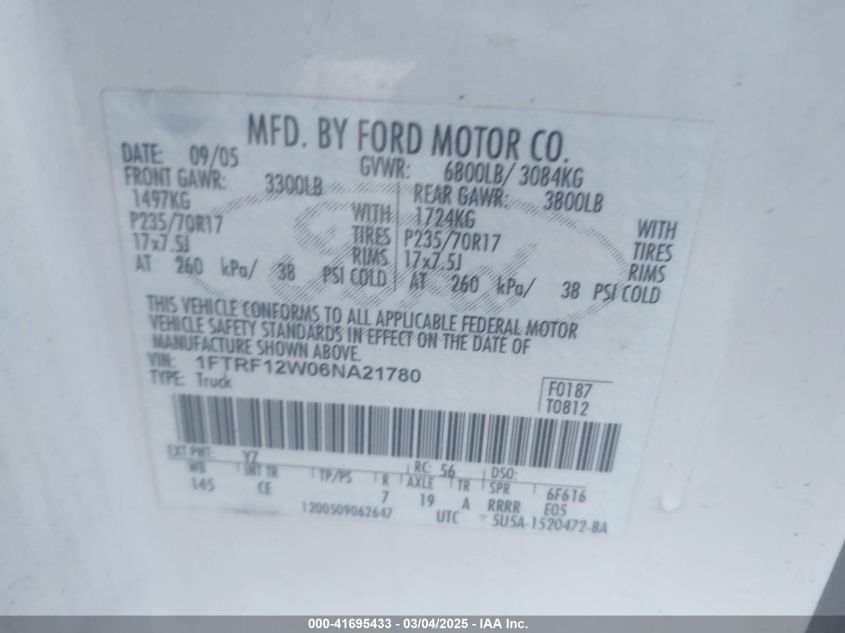 MFD. BY FORD MOTOR CO.
DATE: 09/05 GVWR: 6800LB/ 3084KG
FRONT GAWR: 3300LB REAR GAWR: 3800LB
1497KG WITH 1724KG WITH
P235/70R17 TIRES P235/70R17 TIRES
17x7.5J RIMS 17x7.5J RIMS
AT 260 kPa/ 38 PSI COLD AT 260 kPa/ 38 PSI COLD
THIS VEHICLE CONFORMS TO ALL APPLICABLE FEDERAL MOTOR
VEHICLE SAFETY STANDARDS IN EFFECT ON THE DATE OF
MANUFACTURE SHOWN ABOVE.
VIN: 1FTRF12W06NA21780
TYPE: Truck F0187
T0812
EXT PNT: YZ RC: 56 DSO:
WB INT TR TP/PS R AXLE TR SPR 6F616
145 CE 7 19 A RRRR E05
1200509062647 UTC 5U5A-1520472-BA
000-41695433 - 03/04/2025 - IAA Inc.